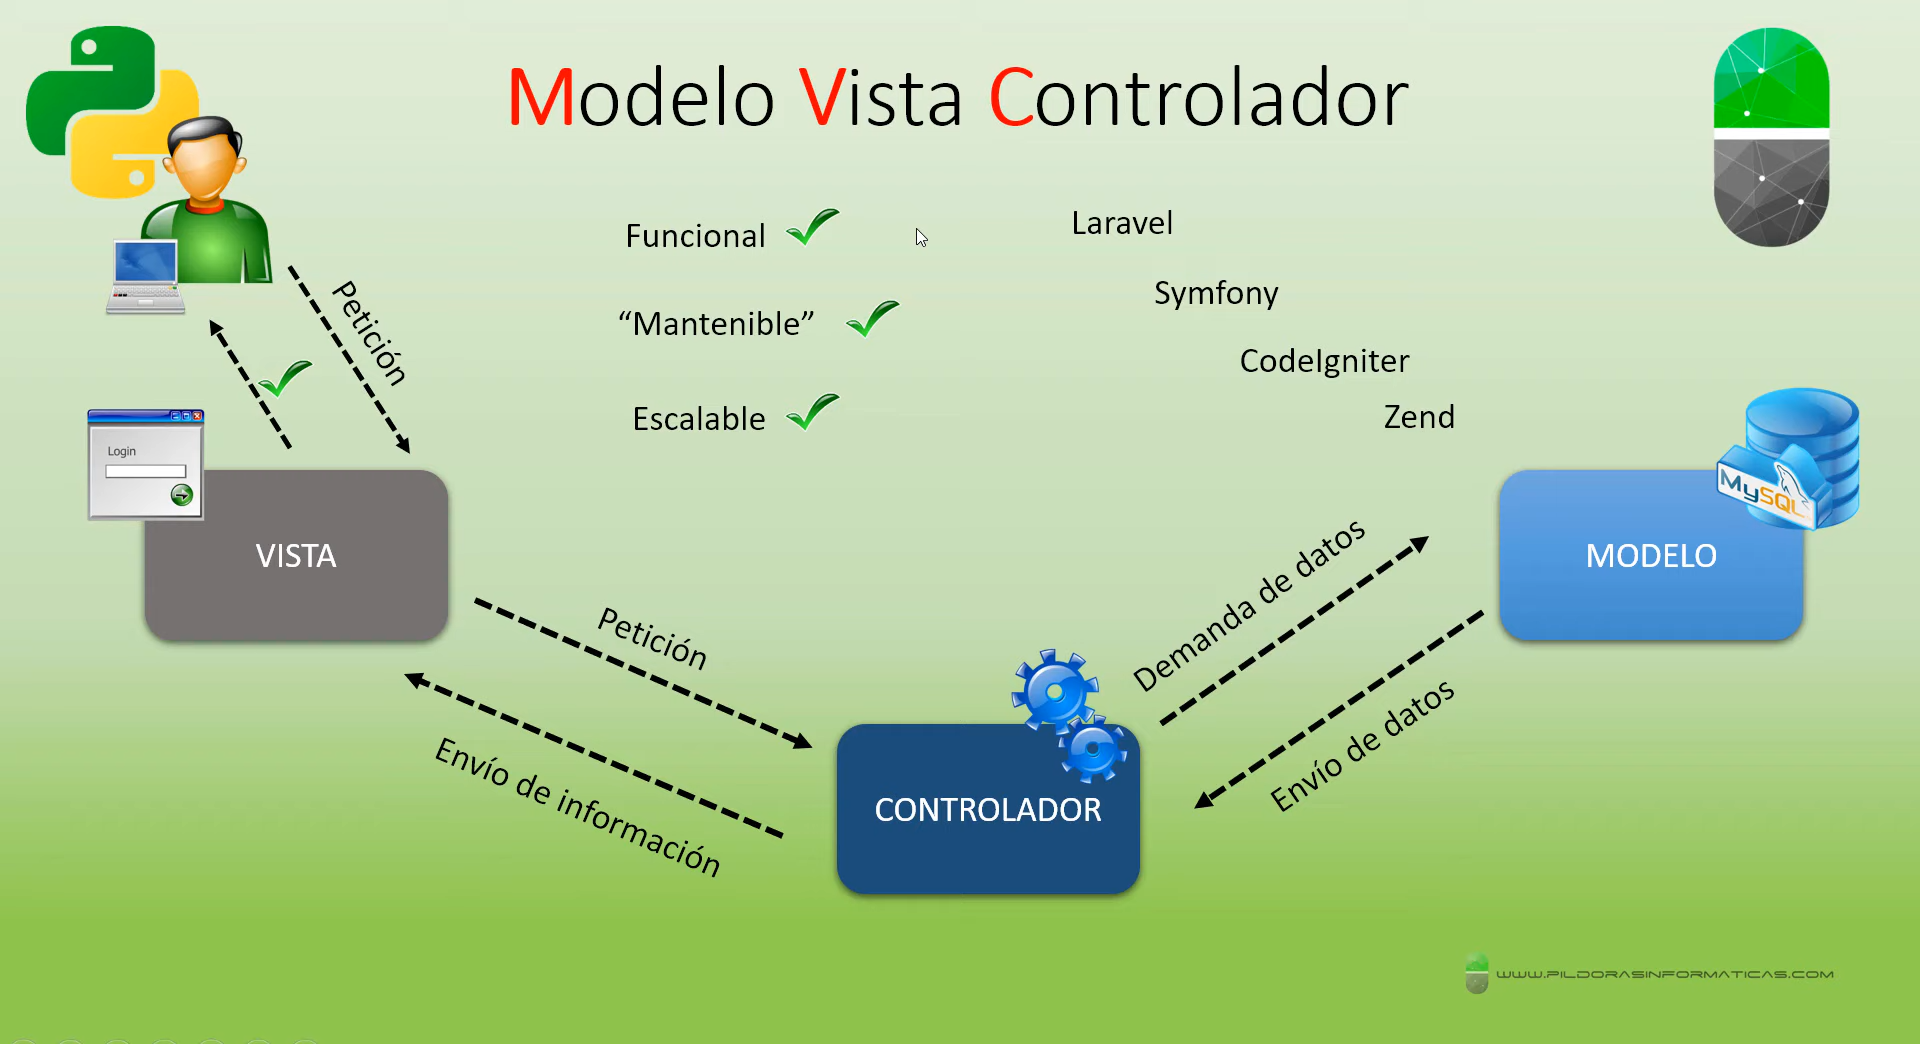 Modelo Vista Controlador
Funcional
“Mantenible”
Escalable
Laravel
Symfony
CodeIgniter
Zend
Petición
Login
VISTA
Petición
Envío de información
CONTROLADOR
Demanda de datos
Envío de datos
MySQL
MODELO
WWW.PILDORASINFORMATICAS.COM